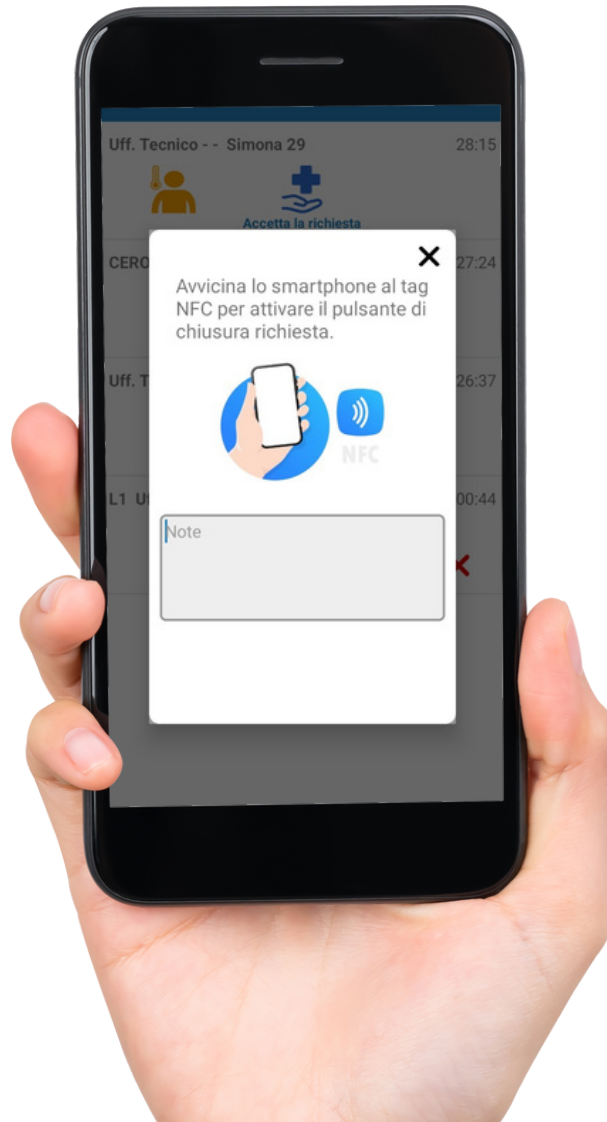 Uff. Tecnico - - Simona 29 28:15
Accetta la richiesta
CERO 27:24
Avvicina lo smartphone al tag
NFC per attivare il pulsante di
chiusura richiesta.
Uff. T 26:37
NFC
L1 Uf 00:44
Note